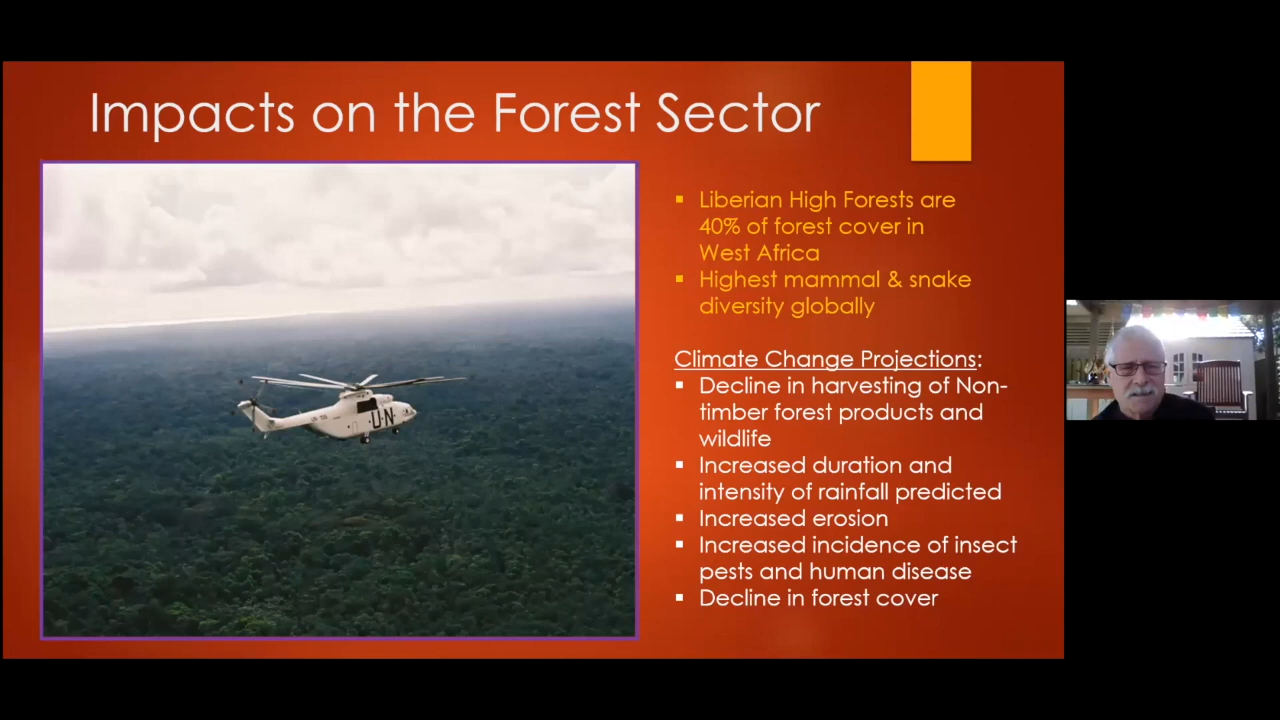 Impacts on the Forest Sector
▪ Liberian High Forests are
40% of forest cover in
West Africa
▪ Highest mammal & snake
diversity globally
Climate Change Projections:
▪ Decline in harvesting of Non-
timber forest products and
wildlife
▪ Increased duration and
intensity of rainfall predicted
▪ Increased erosion
▪ Increased incidence of insect
pests and human disease
▪ Decline in forest cover
UN